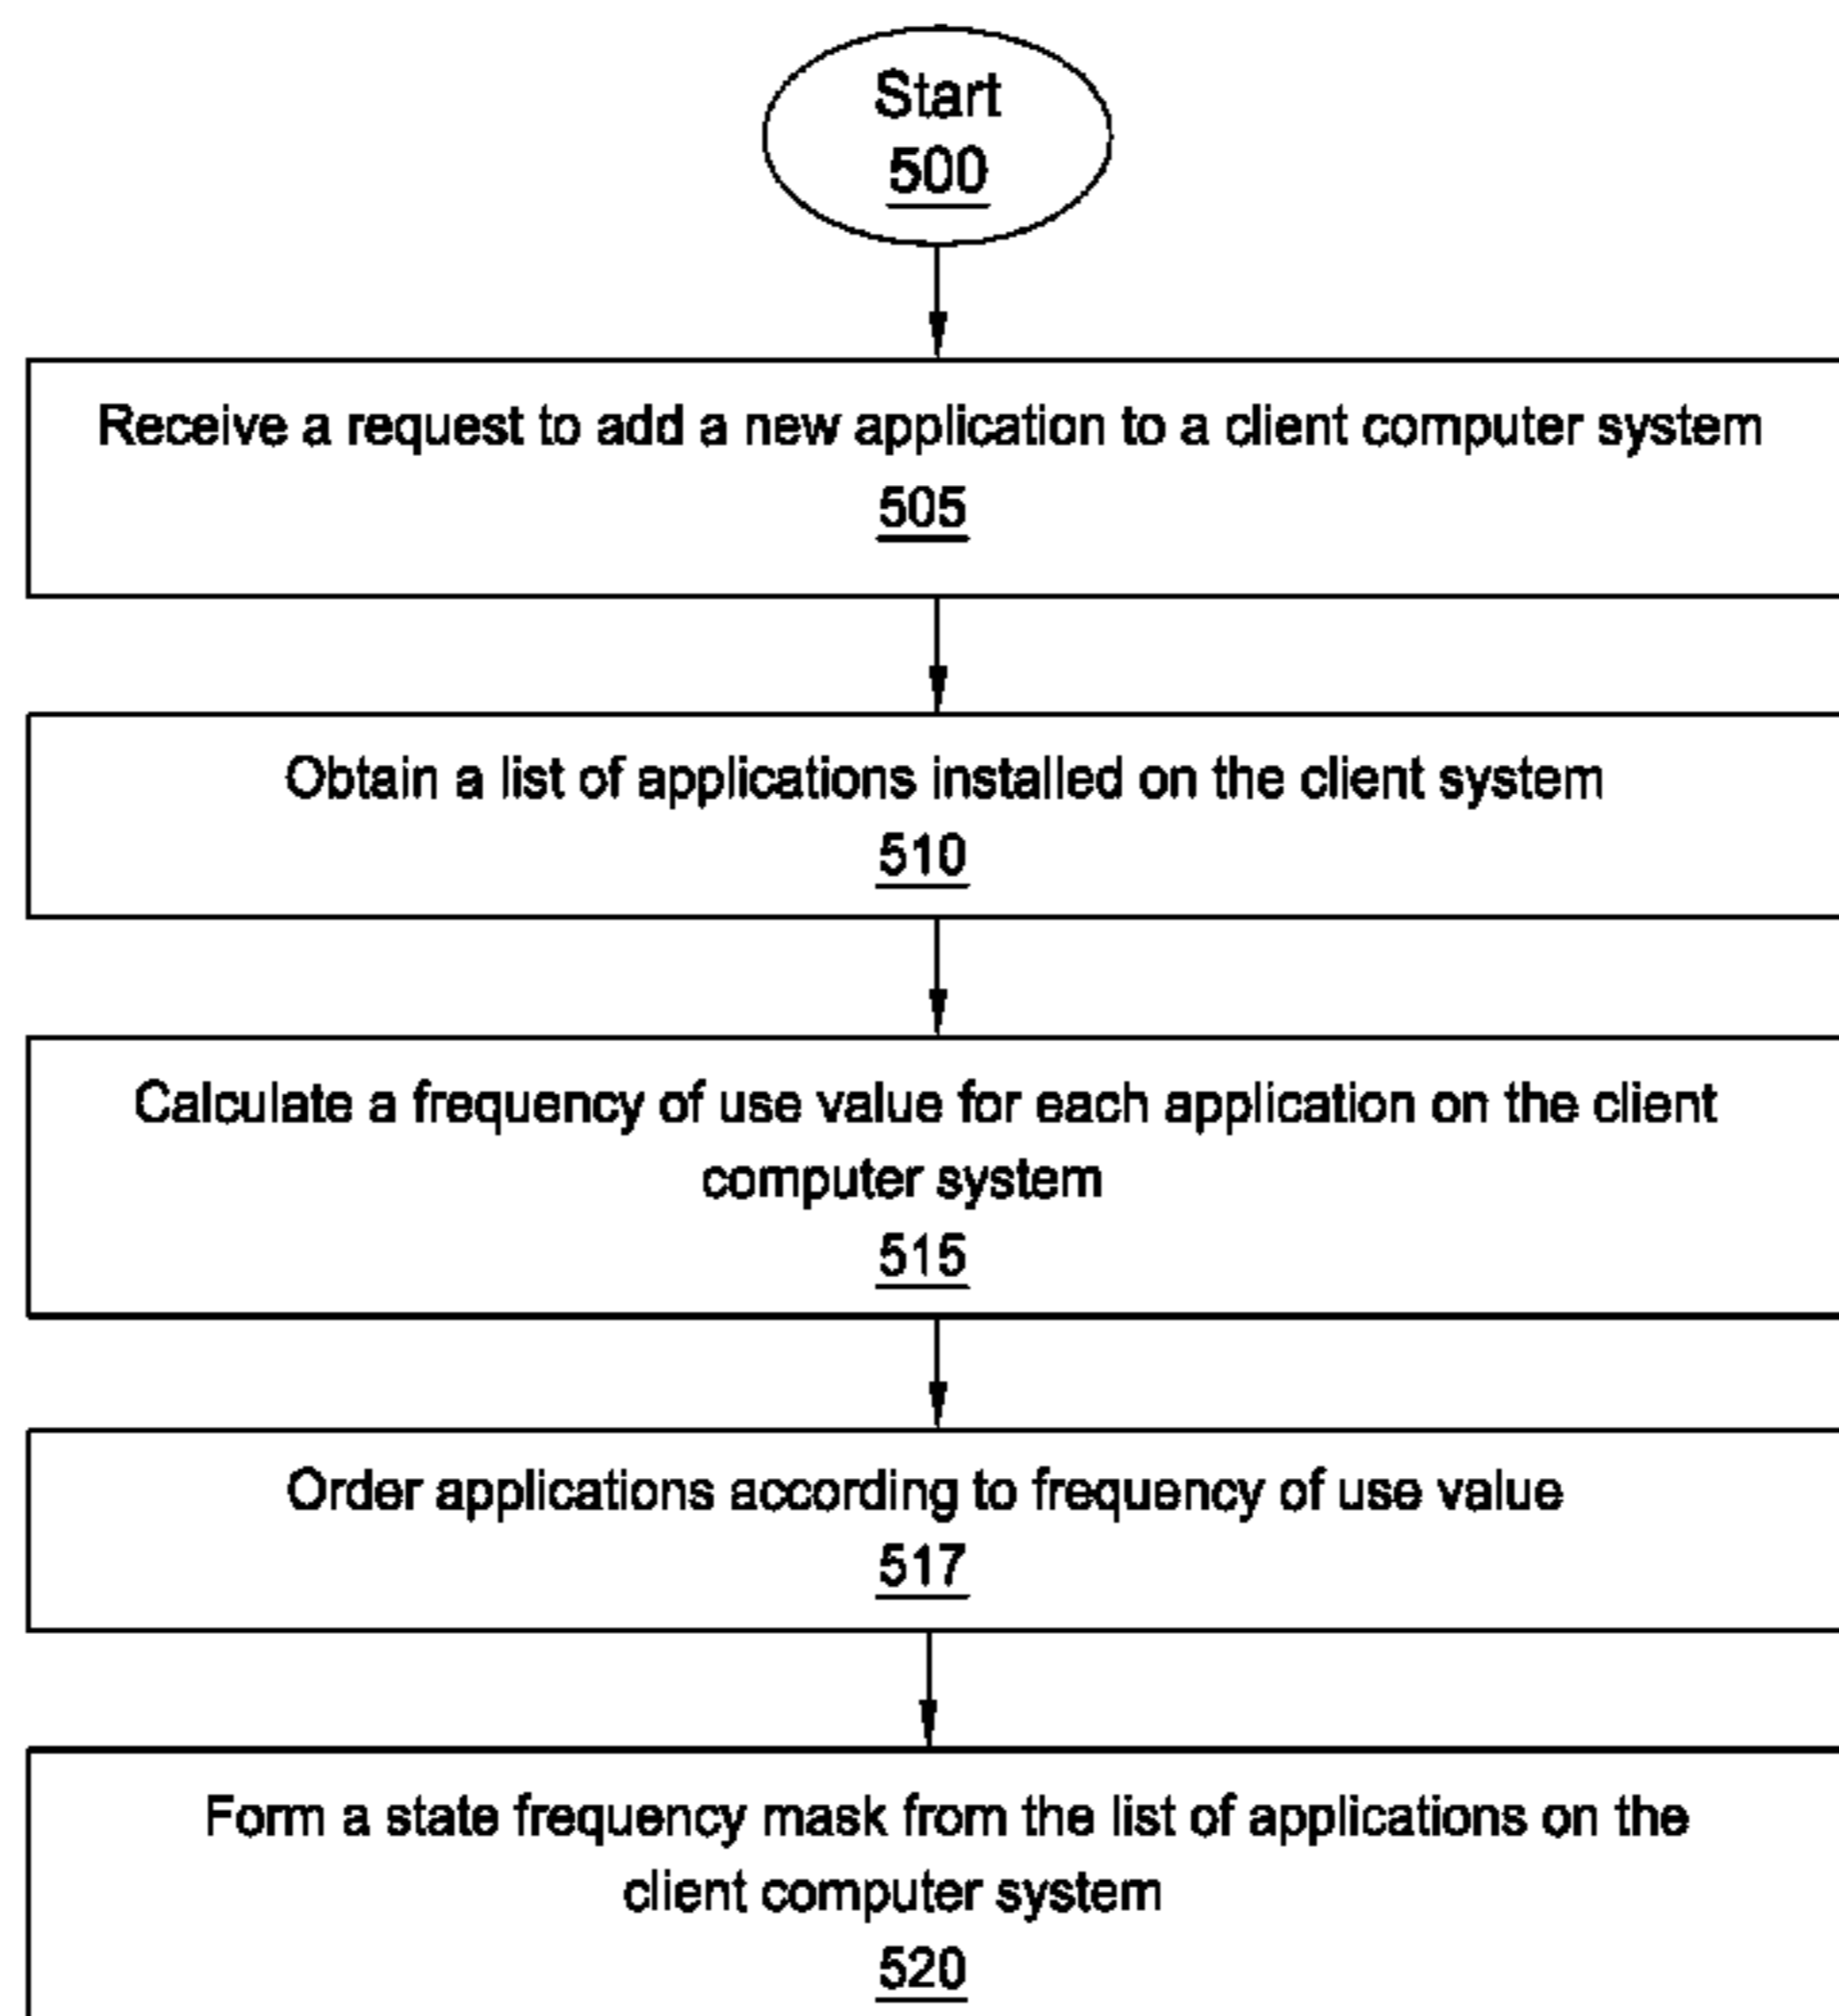 Start
500
Receive a request to add a new application to a client computer system
505
Obtain a list of applications installed on the client system
510
Calculate a frequency of use value for each application on the client
computer system
515
Order applications according to frequency of use value
517
Form a state frequency mask from the list of applications on the
client computer system
520